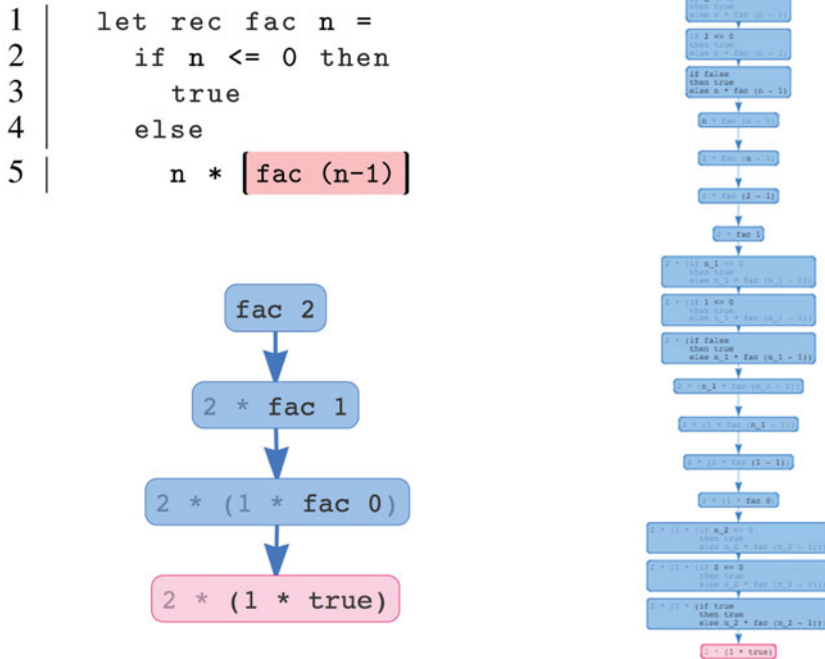 1 let rec fac n =
2 if n <= 0 then
3 true
4 else
5 n * fac (n-1)
fac 2
2 * fac 1
2 * (1 * fac 0)
2 * (1 * true)
then true
else n * fac (n - 1)
if 2 <= 0
then true
else n * fac (n - 1)
if false
then true
else n * fac (n - 1)
n * fac (n - 1)
2 * fac (n - 1)
2 * fac (2 - 1)
2 * fac 1
2 * (if n_1 <= 0
then true
else n_1 * fac (n_1 - 1))
2 * (if 1 <= 0
then true
else n_1 * fac (n_1 - 1))
2 * (if false
then true
else n_1 * fac (n_1 - 1))
2 * (n_1 * fac (n_1 - 1))
2 * (1 * fac (n_1 - 1))
2 * (1 * fac (1 - 1))
2 * (1 * fac 0)
2 * (1 * (if n_2 <= 0
then true
else n_2 * fac (n_2 - 1)))
2 * (1 * (if 0 <= 0
then true
else n_2 * fac (n_2 - 1)))
2 * (1 * (if true
then true
else n_2 * fac (n_2 - 1)))
2 * (1 * true)